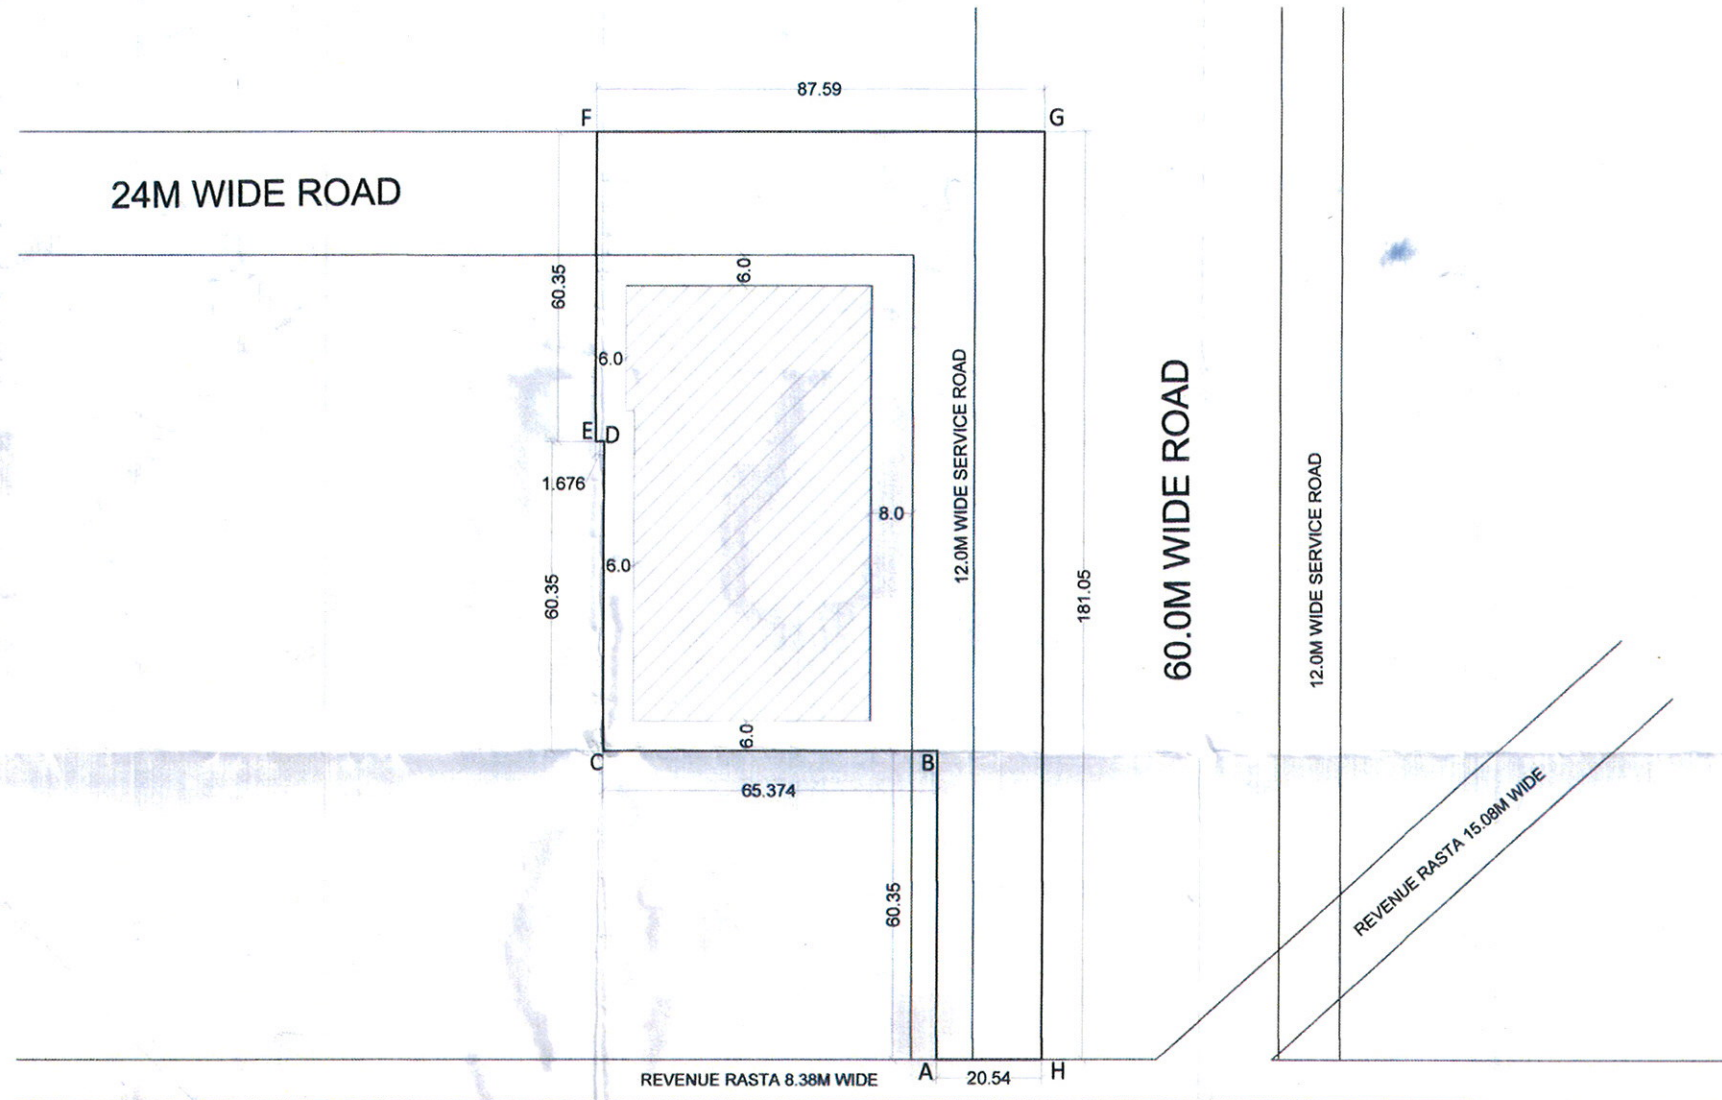 87.59
F
G
24M WIDE ROAD
6.0
60.35
6.0
E
D
1.676
8.0
12.0M WIDE SERVICE ROAD
60.0M WIDE ROAD
12.0M WIDE SERVICE ROAD
181.05
6.0
60.35
6.0
C
B
65.374
60.35
REVENUE RASTA 15.08M WIDE
REVENUE RASTA 8.38M WIDE
A
20.54
H